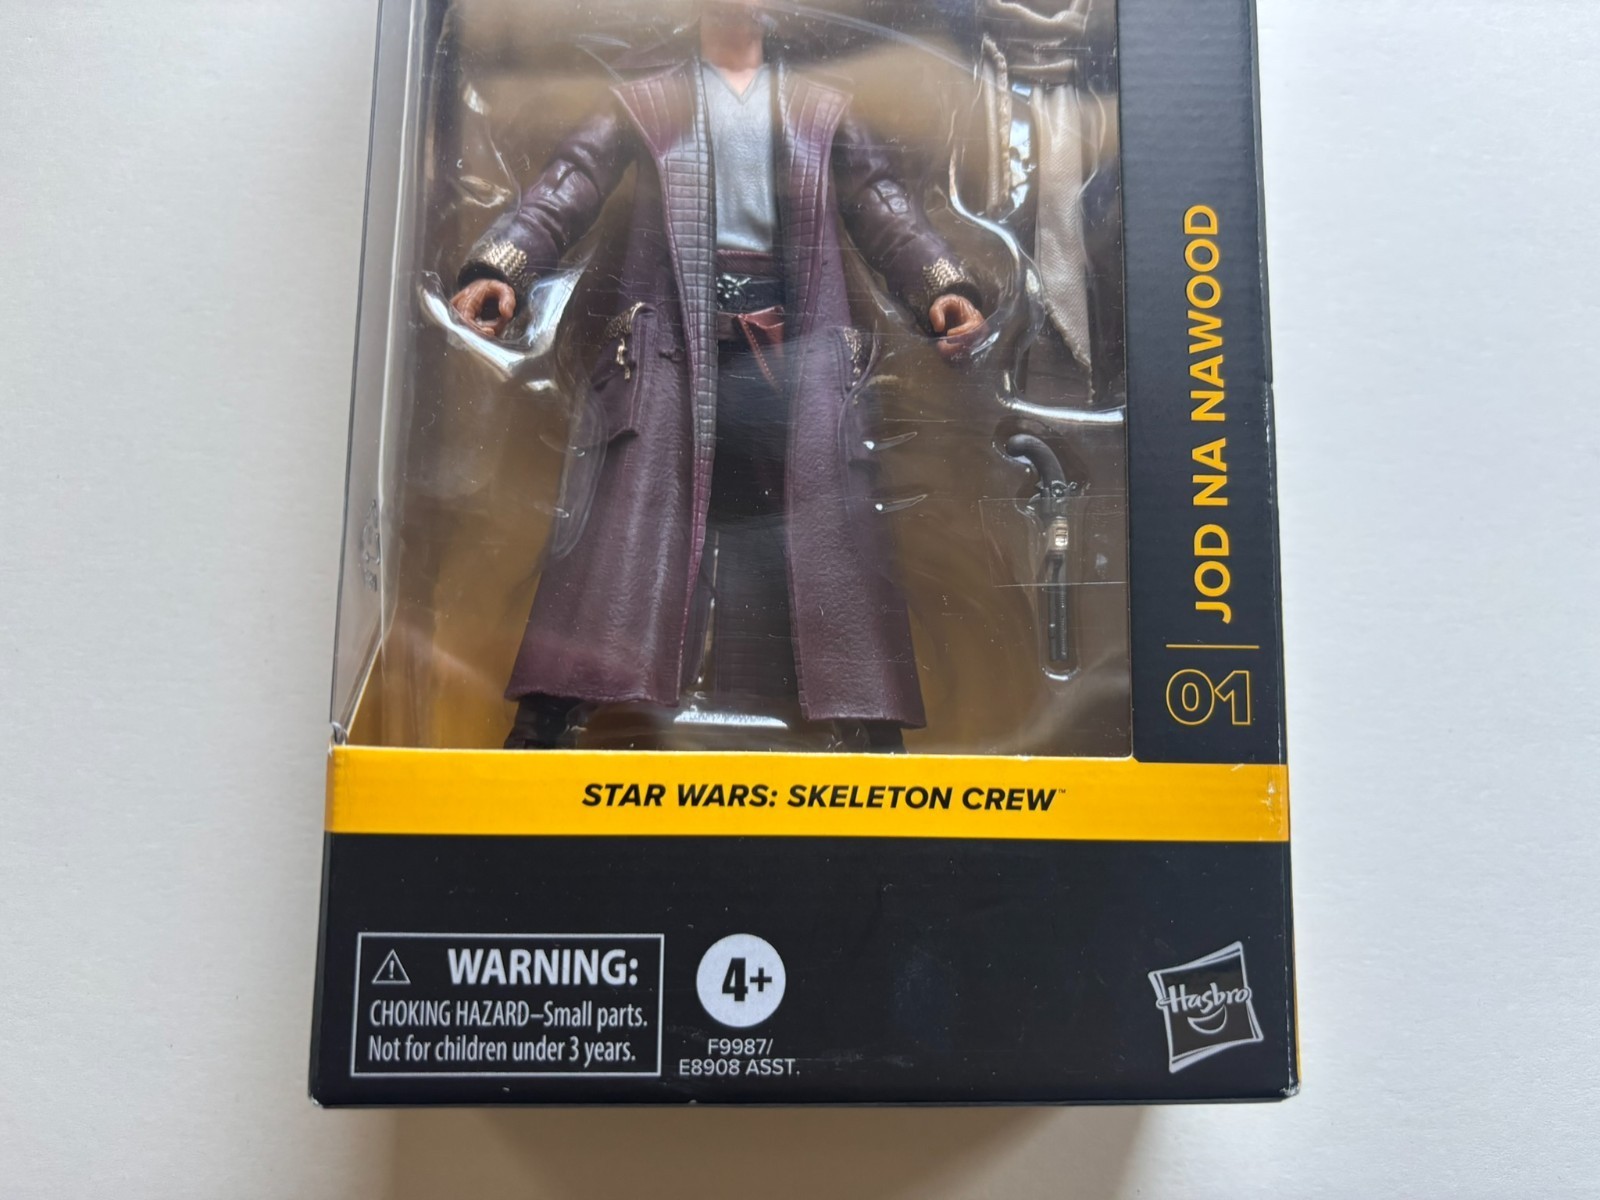 JOD NA NAWOOD
01
STAR WARS: SKELETON CREW™
⚠ WARNING:
CHOKING HAZARD–Small parts.
Not for children under 3 years.
4+
F9987/
E8908 ASST.
Hasbro